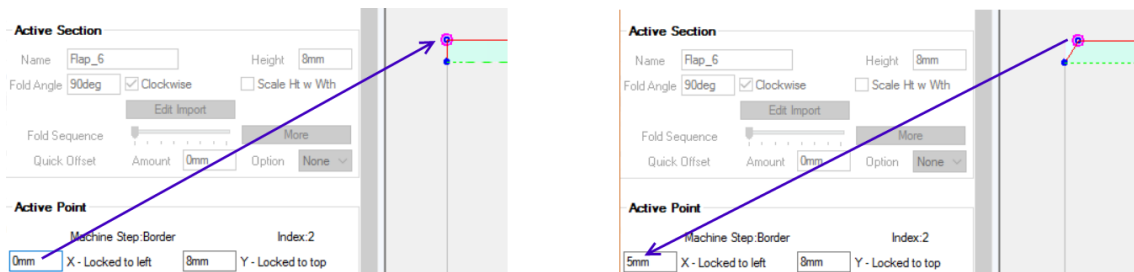 Active Section
Name Flap_6 Height 8mm
Fold Angle 90deg Clockwise Scale Ht w Wth
Edit Import
Fold Sequence More
Quick Offset Amount 0mm Option None
Active Point
Machine Step:Border Index:2
0mm X - Locked to left 8mm Y - Locked to top
Active Section
Name Flap_6 Height 8mm
Fold Angle 90deg Clockwise Scale Ht w Wth
Edit Import
Fold Sequence More
Quick Offset Amount 0mm Option None
Active Point
Machine Step:Border Index:2
5mm X - Locked to left 8mm Y - Locked to top